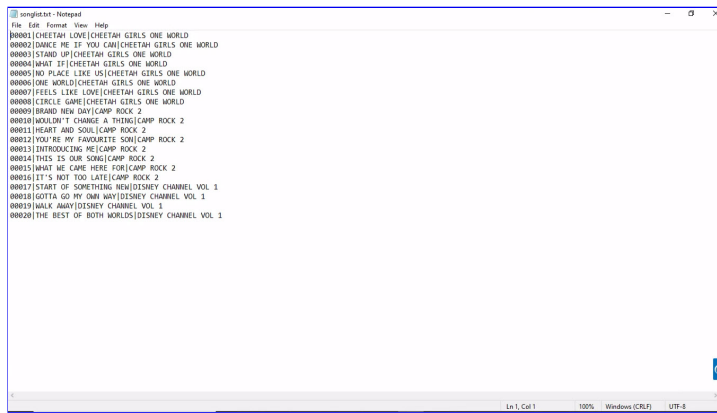 songlist.txt - Notepad
File Edit Format View Help
00001|CHEETAH LOVE|CHEETAH GIRLS ONE WORLD
00002|DANCE ME IF YOU CAN|CHEETAH GIRLS ONE WORLD
00003|STAND UP|CHEETAH GIRLS ONE WORLD
00004|WHAT IF|CHEETAH GIRLS ONE WORLD
00005|NO PLACE LIKE US|CHEETAH GIRLS ONE WORLD
00006|ONE WORLD|CHEETAH GIRLS ONE WORLD
00007|FEELS LIKE LOVE|CHEETAH GIRLS ONE WORLD
00008|CIRCLE GAME|CHEETAH GIRLS ONE WORLD
00009|BRAND NEW DAY|CAMP ROCK 2
00010|WOULDN'T CHANGE A THING|CAMP ROCK 2
00011|HEART AND SOUL|CAMP ROCK 2
00012|YOU'RE MY FAVOURITE SON|CAMP ROCK 2
00013|INTRODUCING ME|CAMP ROCK 2
00014|THIS IS OUR SONG|CAMP ROCK 2
00015|WHAT WE CAME HERE FOR|CAMP ROCK 2
00016|IT'S NOT TOO LATE|CAMP ROCK 2
00017|START OF SOMETHING NEW|DISNEY CHANNEL VOL 1
00018|GOTTA GO MY OWN WAY|DISNEY CHANNEL VOL 1
00019|WALK AWAY|DISNEY CHANNEL VOL 1
00020|THE BEST OF BOTH WORLDS|DISNEY CHANNEL VOL 1
Ln 1, Col 1 100% Windows (CRLF) UTF-8